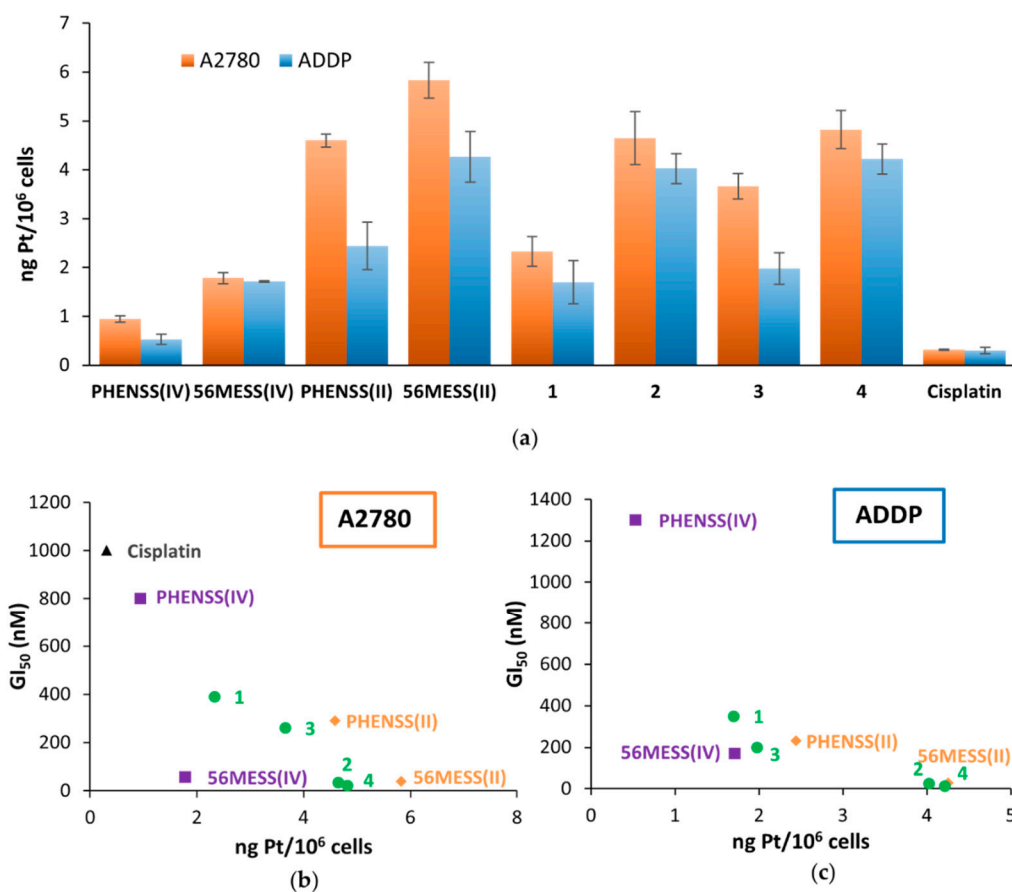 7
6
5
4
3
2
1
0
ng Pt/10⁶ cells
A2780 ADDP
PHENSS(IV) 56MESS(IV) PHENSS(II) 56MESS(II) 1 2 3 4 Cisplatin
(a)
1200
1000
800
600
400
200
0
GI₅₀ (nM)
A2780
Cisplatin
PHENSS(IV)
1
3
PHENSS(II)
56MESS(IV)
2
4
56MESS(II)
0 2 4 6 8
ng Pt/10⁶ cells
(b)
1400
1200
1000
800
600
400
200
0
GI₅₀ (nM)
ADDP
PHENSS(IV)
1
56MESS(IV)
3
PHENSS(II)
56MESS(II)
2
4
0 1 2 3 4 5
ng Pt/10⁶ cells
(c)